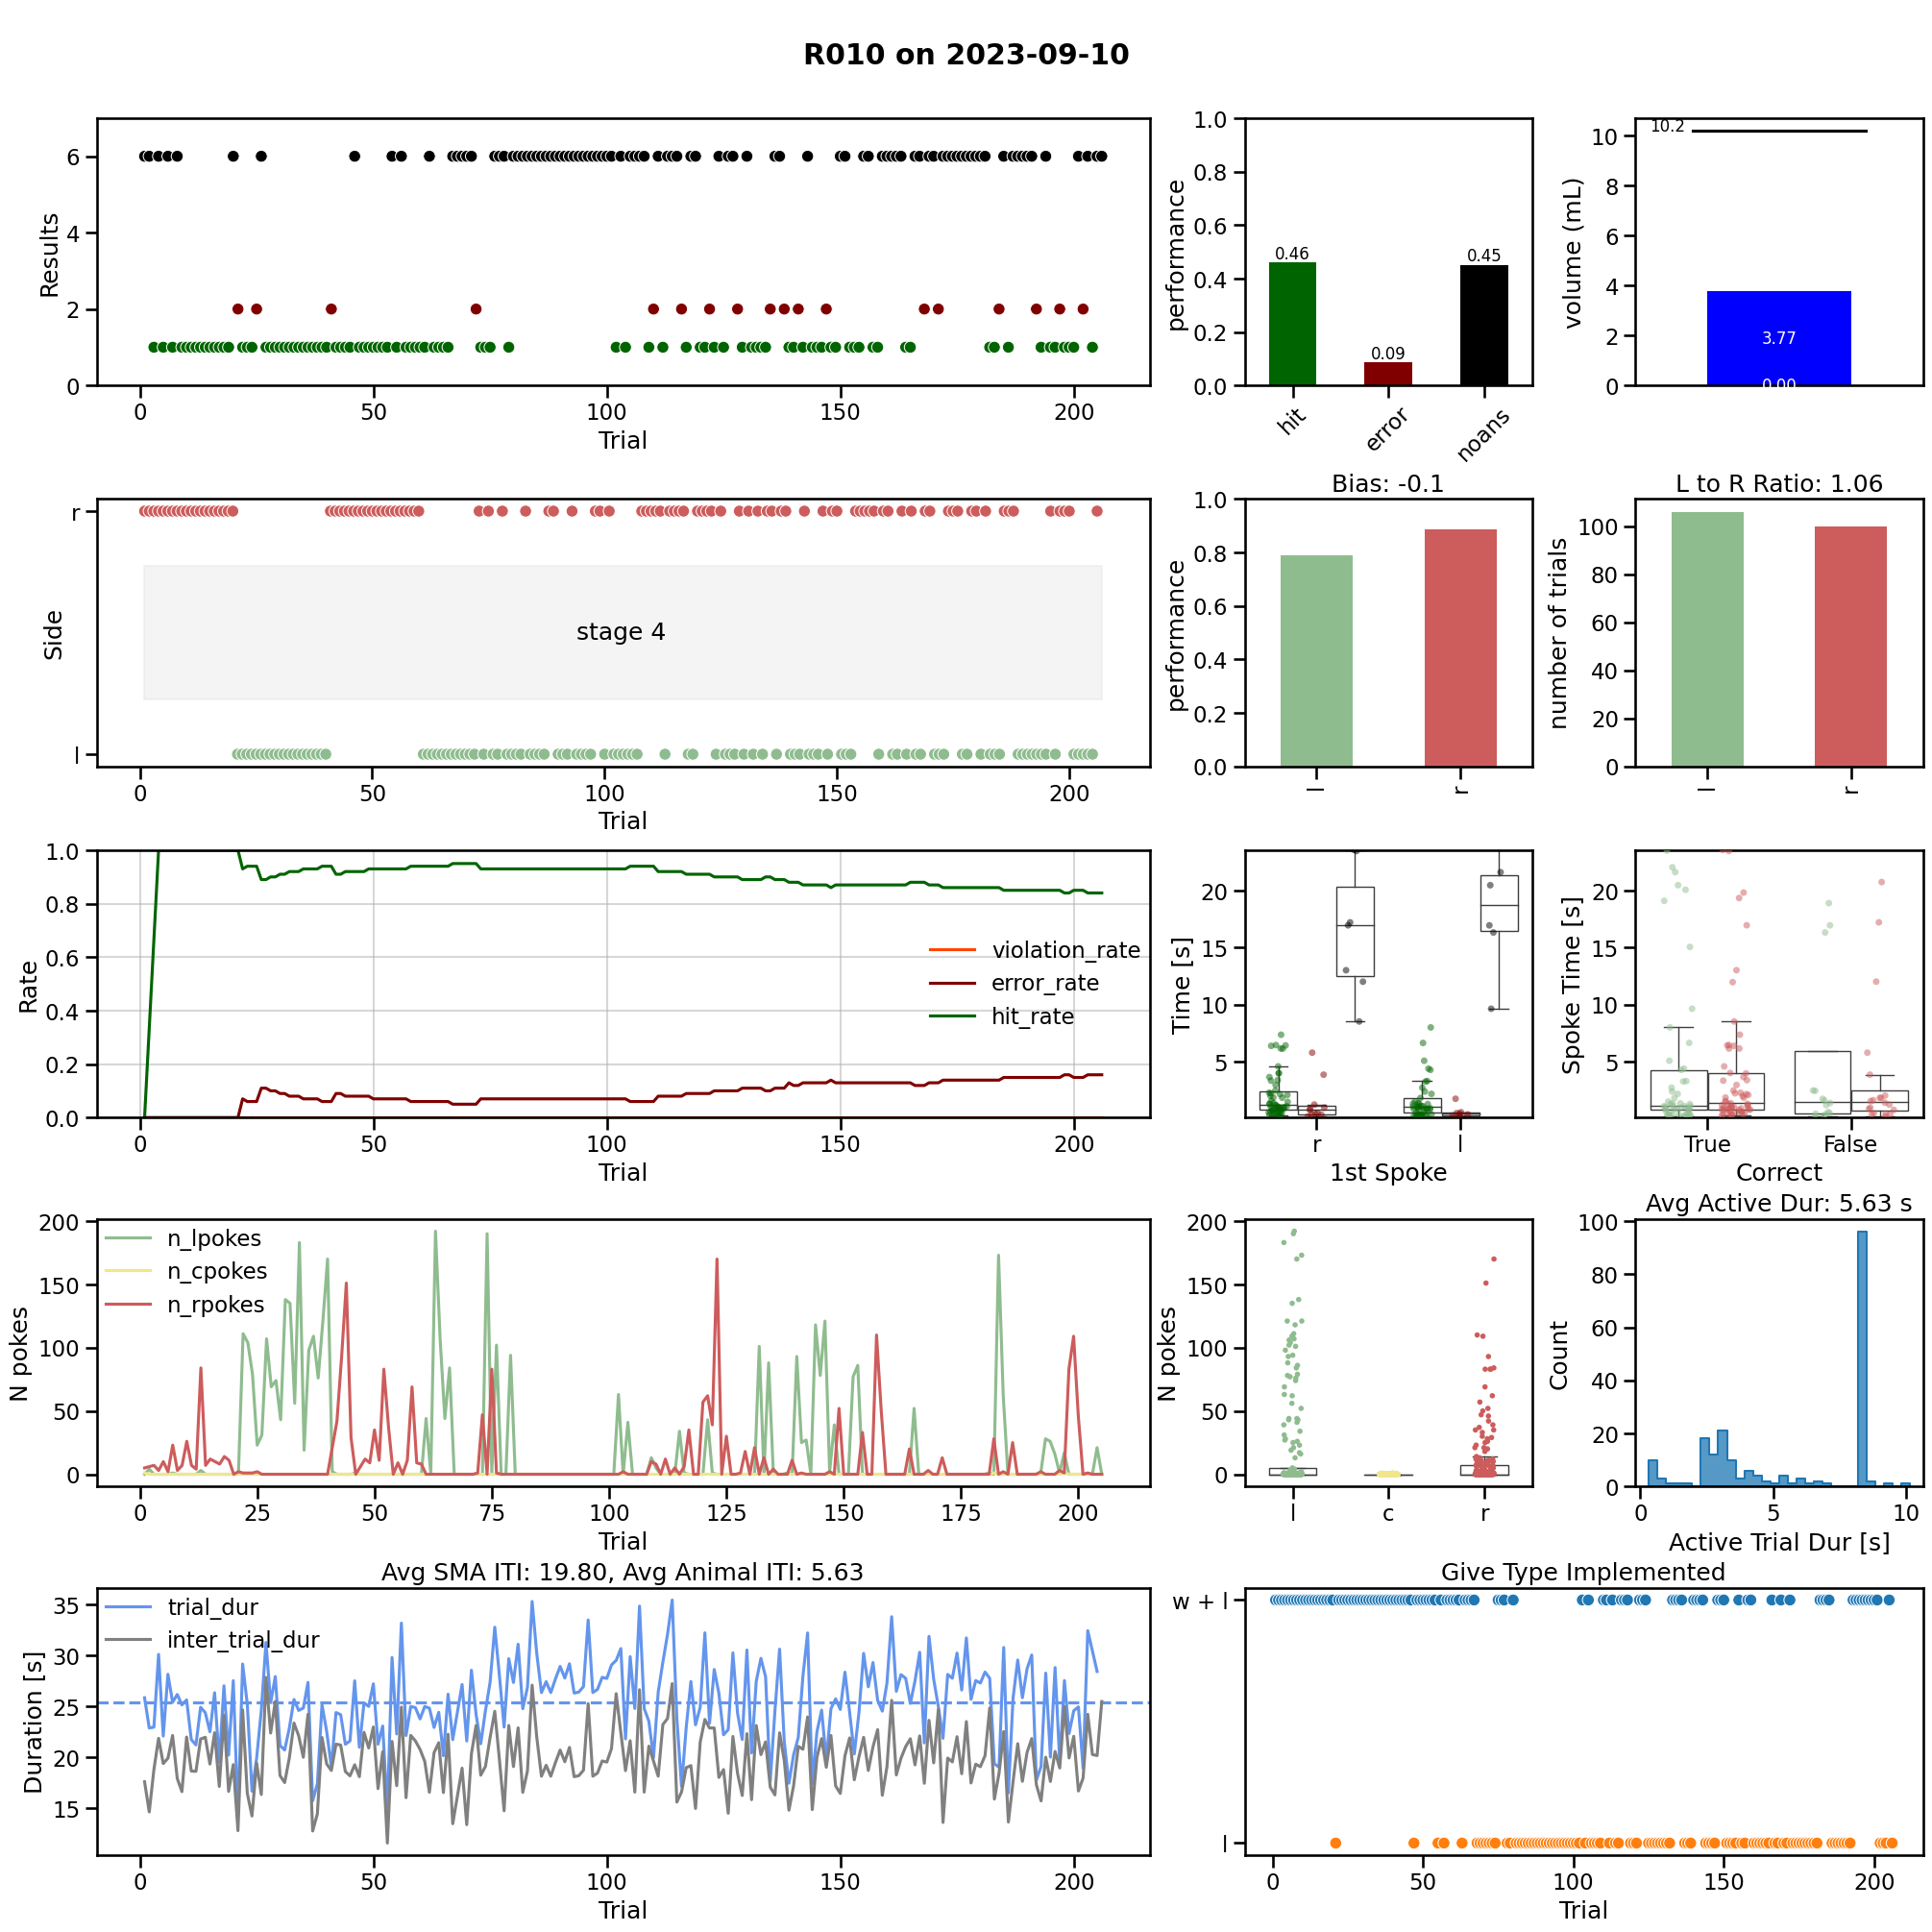 R010 on 2023-09-10
Results
6
4
2
0
0 50 100 150 200
Trial
performance
1.0
0.8
0.6
0.4
0.2
0.0
0.46
0.09
0.45
hit error noans
volume (mL)
10
8
6
4
2
0
10.2
3.77
0.00
Side
r
l
stage 4
0 50 100 150 200
Trial
Bias: -0.1
performance
1.0
0.8
0.6
0.4
0.2
0.0
l r
L to R Ratio: 1.06
number of trials
100
80
60
40
20
0
l r
Rate
1.0
0.8
0.6
0.4
0.2
0.0
violation_rate
error_rate
hit_rate
0 50 100 150 200
Trial
Time [s]
20
15
10
5
r l
1st Spoke
Spoke Time [s]
20
15
10
5
True False
Correct
N pokes
200
150
100
50
0
n_lpokes
n_cpokes
n_rpokes
0 25 50 75 100 125 150 175 200
Trial
N pokes
200
150
100
50
0
l c r
Avg Active Dur: 5.63 s
Count
100
80
60
40
20
0
0 5 10
Active Trial Dur [s]
Avg SMA ITI: 19.80, Avg Animal ITI: 5.63
Duration [s]
35
30
25
20
15
trial_dur
inter_trial_dur
0 50 100 150 200
Trial
Give Type Implemented
w + l
l
0 50 100 150 200
Trial